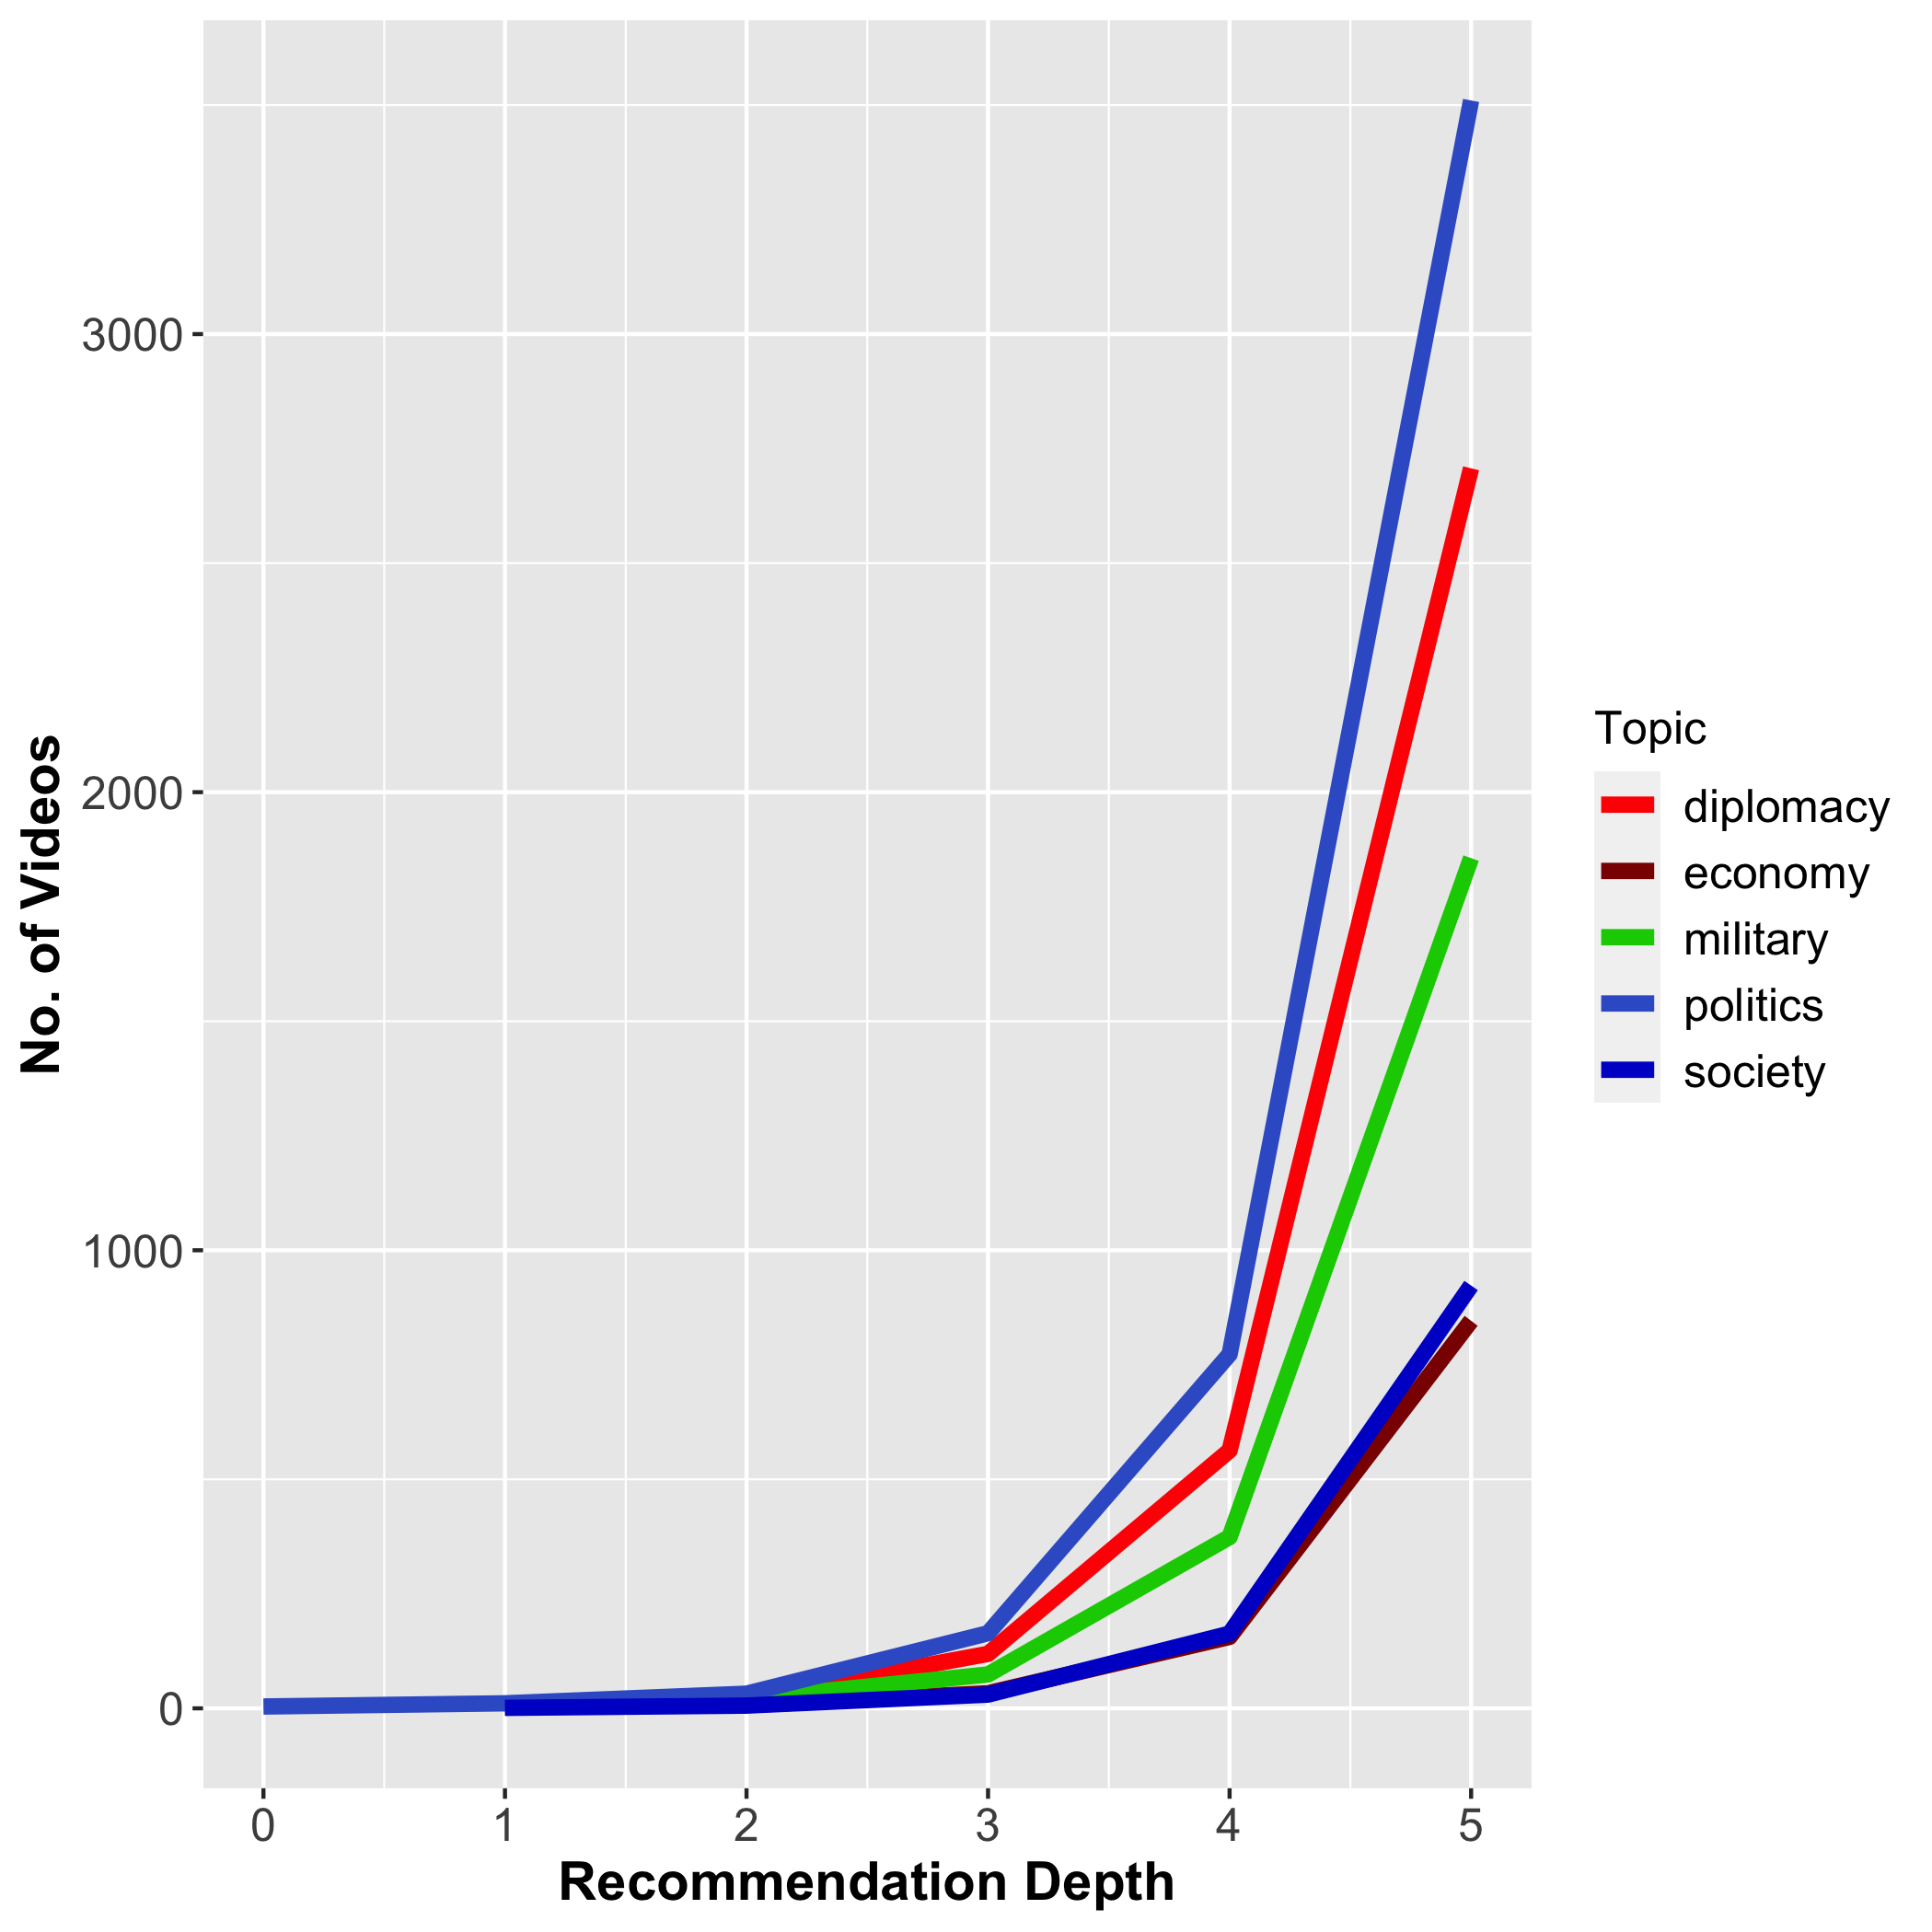 3000
2000
1000
0
No. of Videos
0 1 2 3 4 5
Recommendation Depth
Topic
diplomacy
economy
military
politics
society